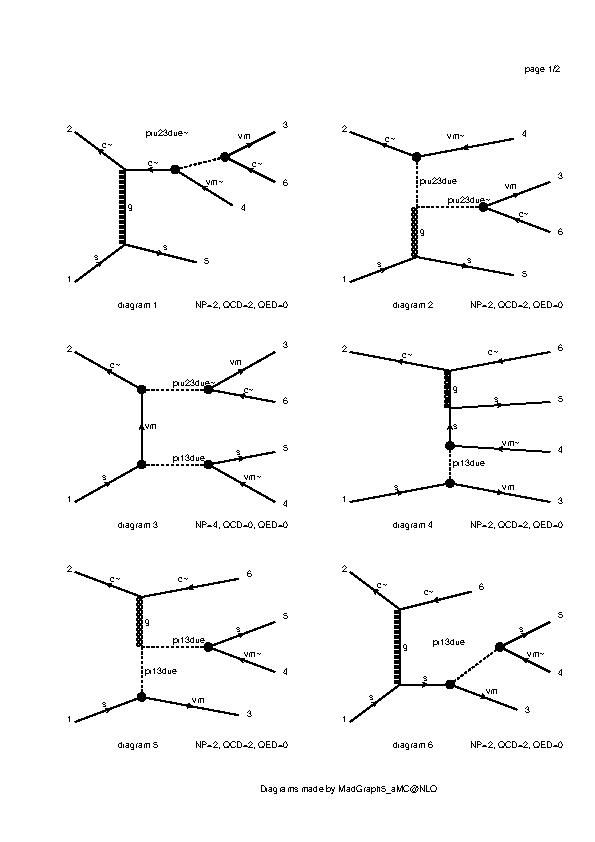 page 1/2
2 c~ piu23due~ vm 3
c~ c~ 6
g vm~ 4
s s 5
1
diagram 1 NP=2, QCD=2, QED=0
2 c~ vm~ 4
piu23due vm 3
piu23due~
g c~ 6
s s 5
1
diagram 2 NP=2, QCD=2, QED=0
2 c~ vm 3
piu23due~ c~ 6
vm
pi13due s 5
s vm~ 4
1
diagram 3 NP=4, QCD=0, QED=0
2 c~ c~ 6
g s 5
s vm~ 4
pi13due
1 s vm 3
diagram 4 NP=2, QCD=2, QED=0
2 c~ c~ 6
g s 5
pi13due
pi13due vm~ 4
1 s vm 3
diagram 5 NP=2, QCD=2, QED=0
2 c~ c~ 6
g pi13due s 5
s vm~ 4
s vm 3
1
diagram 6 NP=2, QCD=2, QED=0
Diagrams made by MadGraph5_aMC@NLO